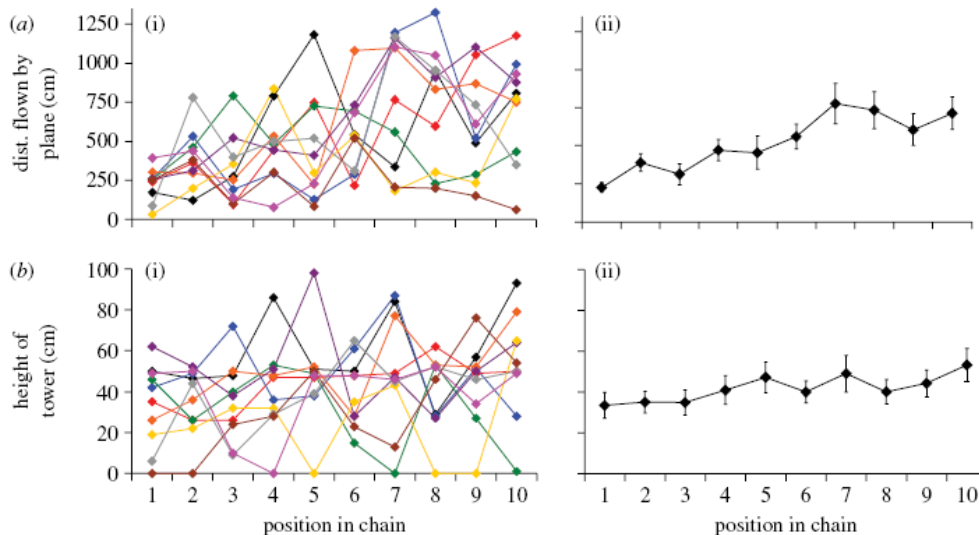 (a) (i) (ii)
dist. flown by
plane (cm)
1250
1000
750
500
250
0
(b) (i) (ii)
height of
tower (cm)
100
80
60
40
20
0
1 2 3 4 5 6 7 8 9 10
position in chain
1 2 3 4 5 6 7 8 9 10
position in chain